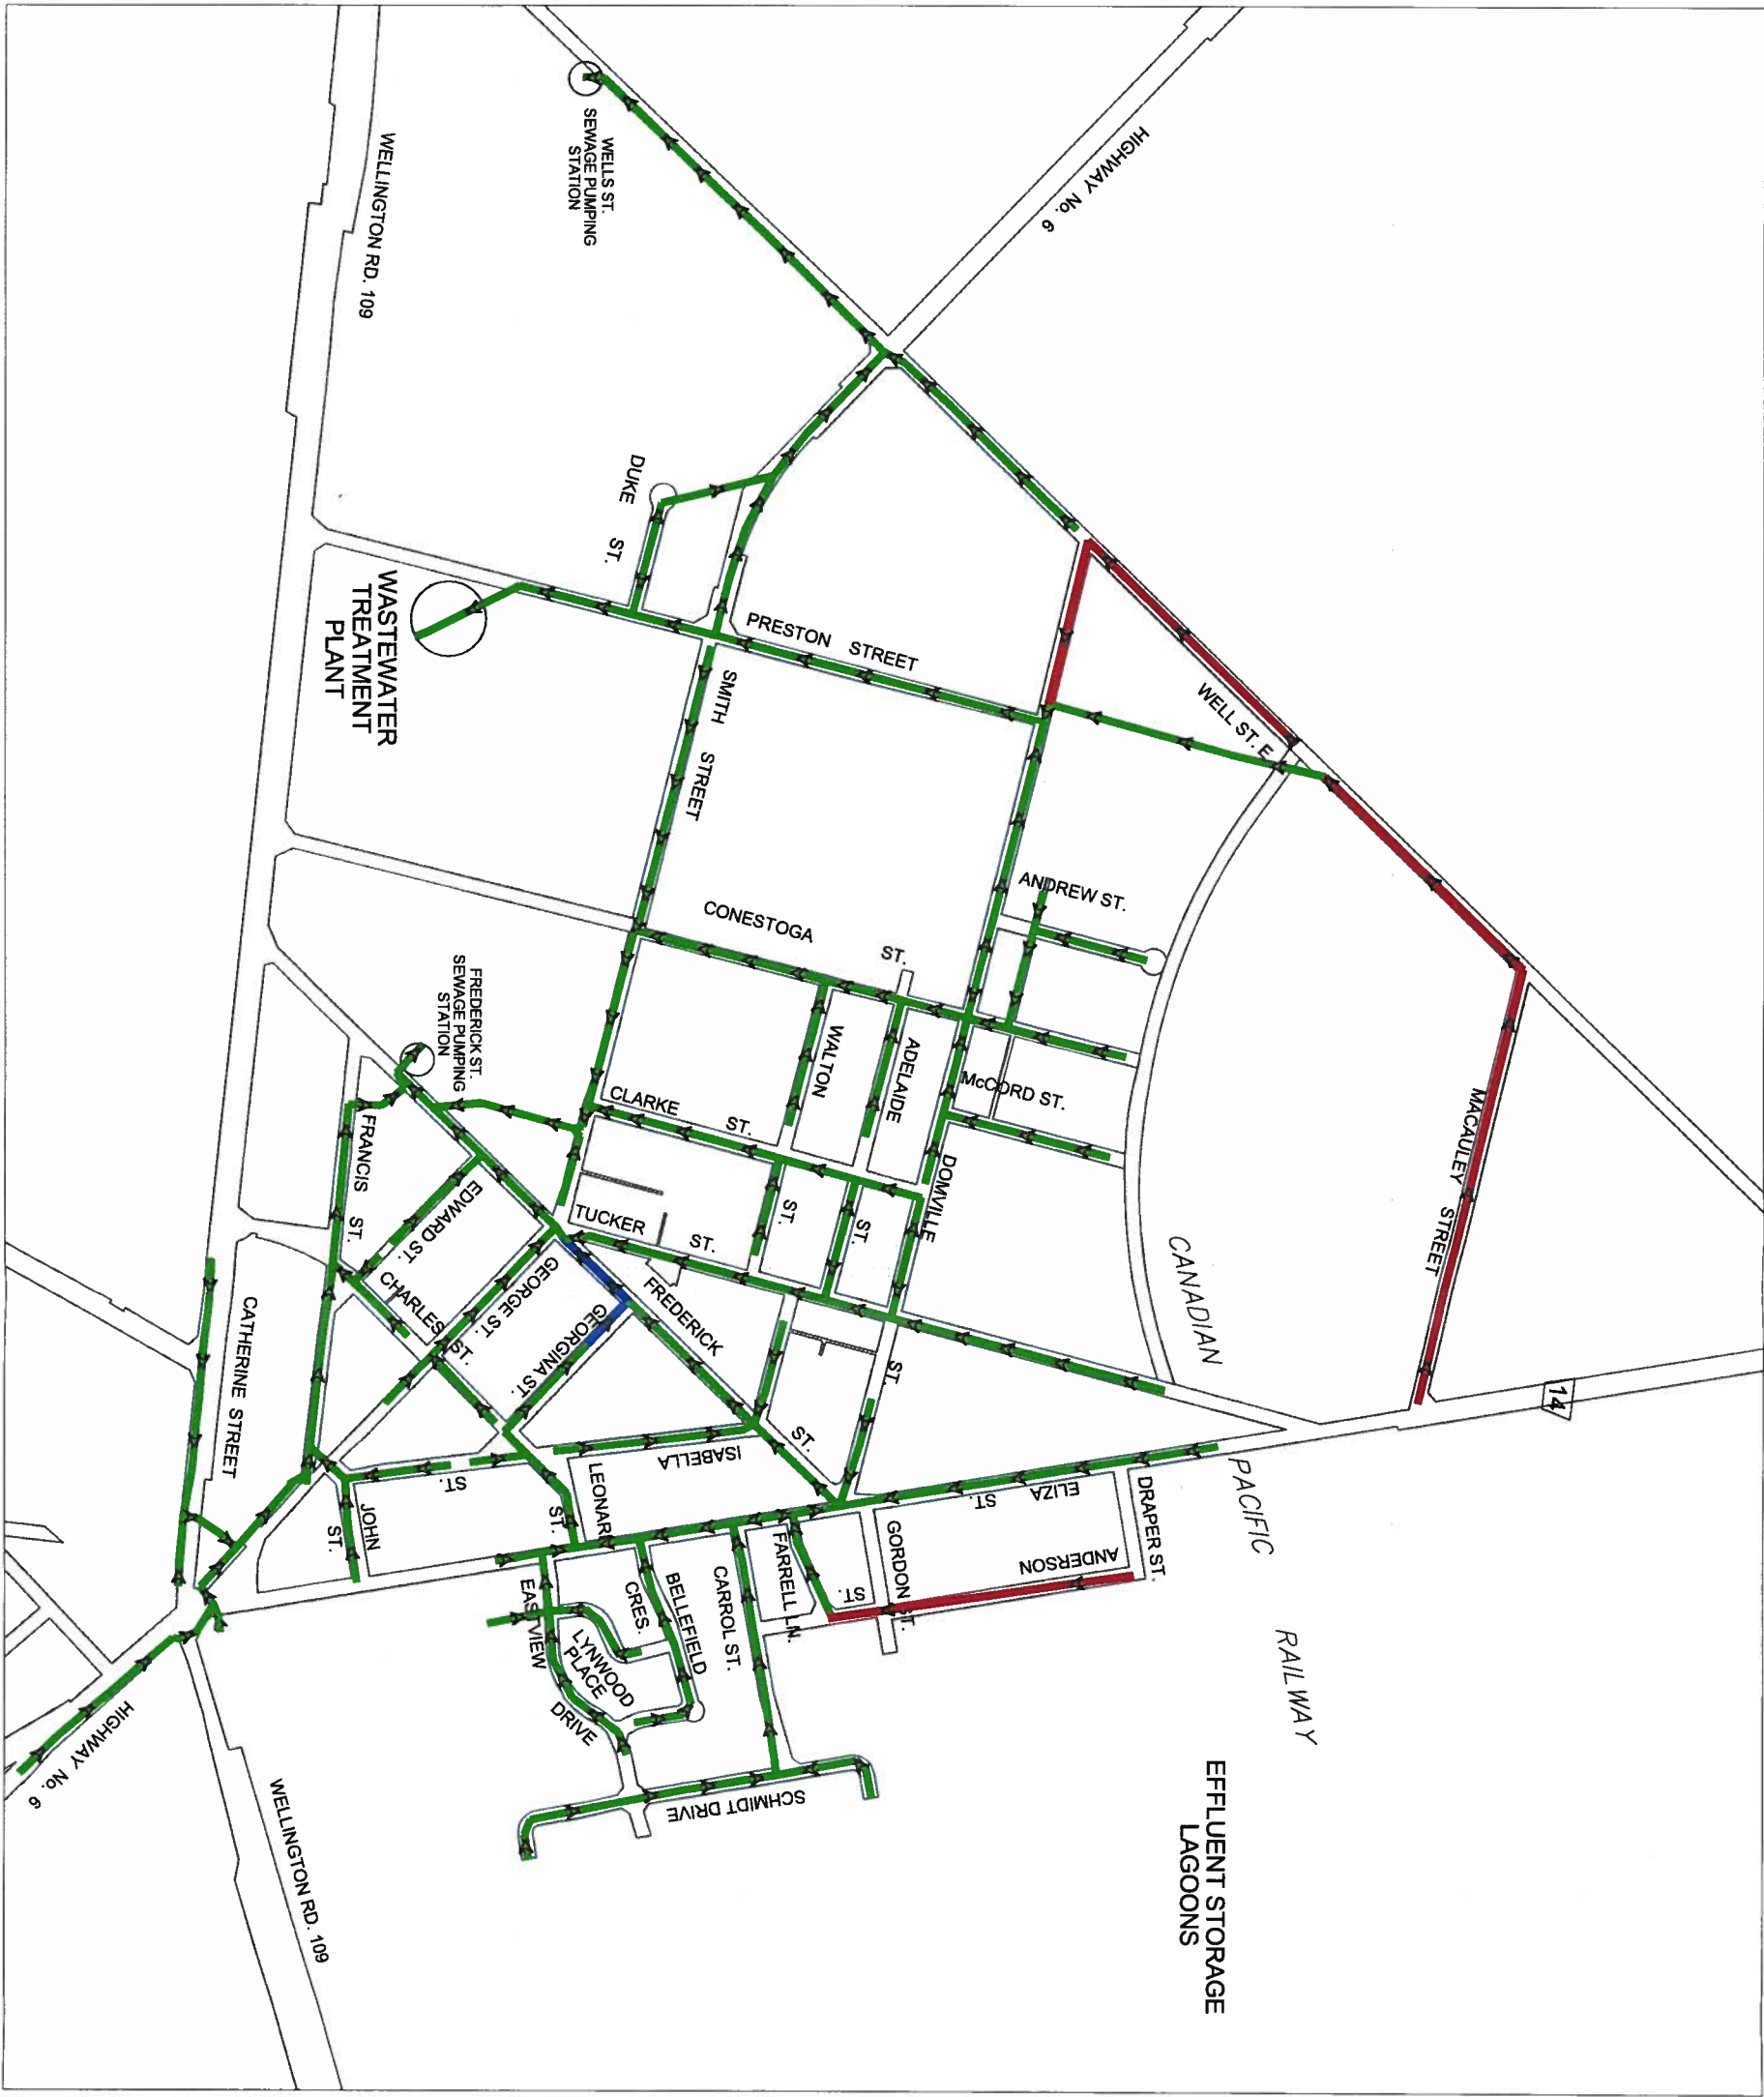 HIGHWAY No. 6
WELLS ST.
SEWAGE PUMPING
STATION
WELLINGTON RD. 109
DUKE
ST.
WASTEWATER
TREATMENT
PLANT
PRESTON STREET
SMITH STREET
WELL ST. E
ANDREW ST.
CONESTOGA
ST.
FREDERICK ST.
SEWAGE PUMPING
STATION
WALTON
ADELAIDE
McCORD ST.
CLARKE
ST.
DOMVILLE
MACAULEY STREET
ST.
ST.
TUCKER
ST.
FRANCIS
ST.
EDWARD ST.
CHARLES
ST.
GEORGE ST.
GEORGINA ST.
FREDERICK
ST.
CANADIAN
PACIFIC
RAILWAY
14
CATHERINE STREET
ST.
ISABELLA
ST.
JOHN
ST.
LEONARD
ST.
ELIZA
ST.
DRAPER ST.
ANDERSON
ST.
GORDON ST.
FARRELL LN.
CARROL ST.
BELLEFIELD
CRES.
EASTVIEW
DRIVE
LYNWOOD
PLACE
SCHMIDT DRIVE
HIGHWAY No. 6
WELLINGTON RD. 109
EFFLUENT STORAGE
LAGOONS